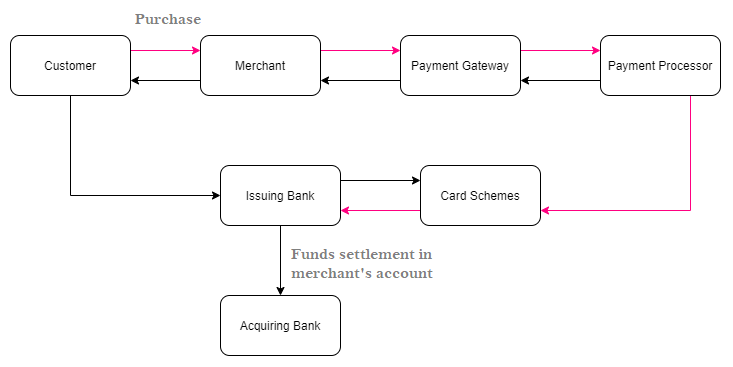 Purchase
Customer
Merchant
Payment Gateway
Payment Processor
Issuing Bank
Card Schemes
Funds settlement in
merchant's account
Acquiring Bank